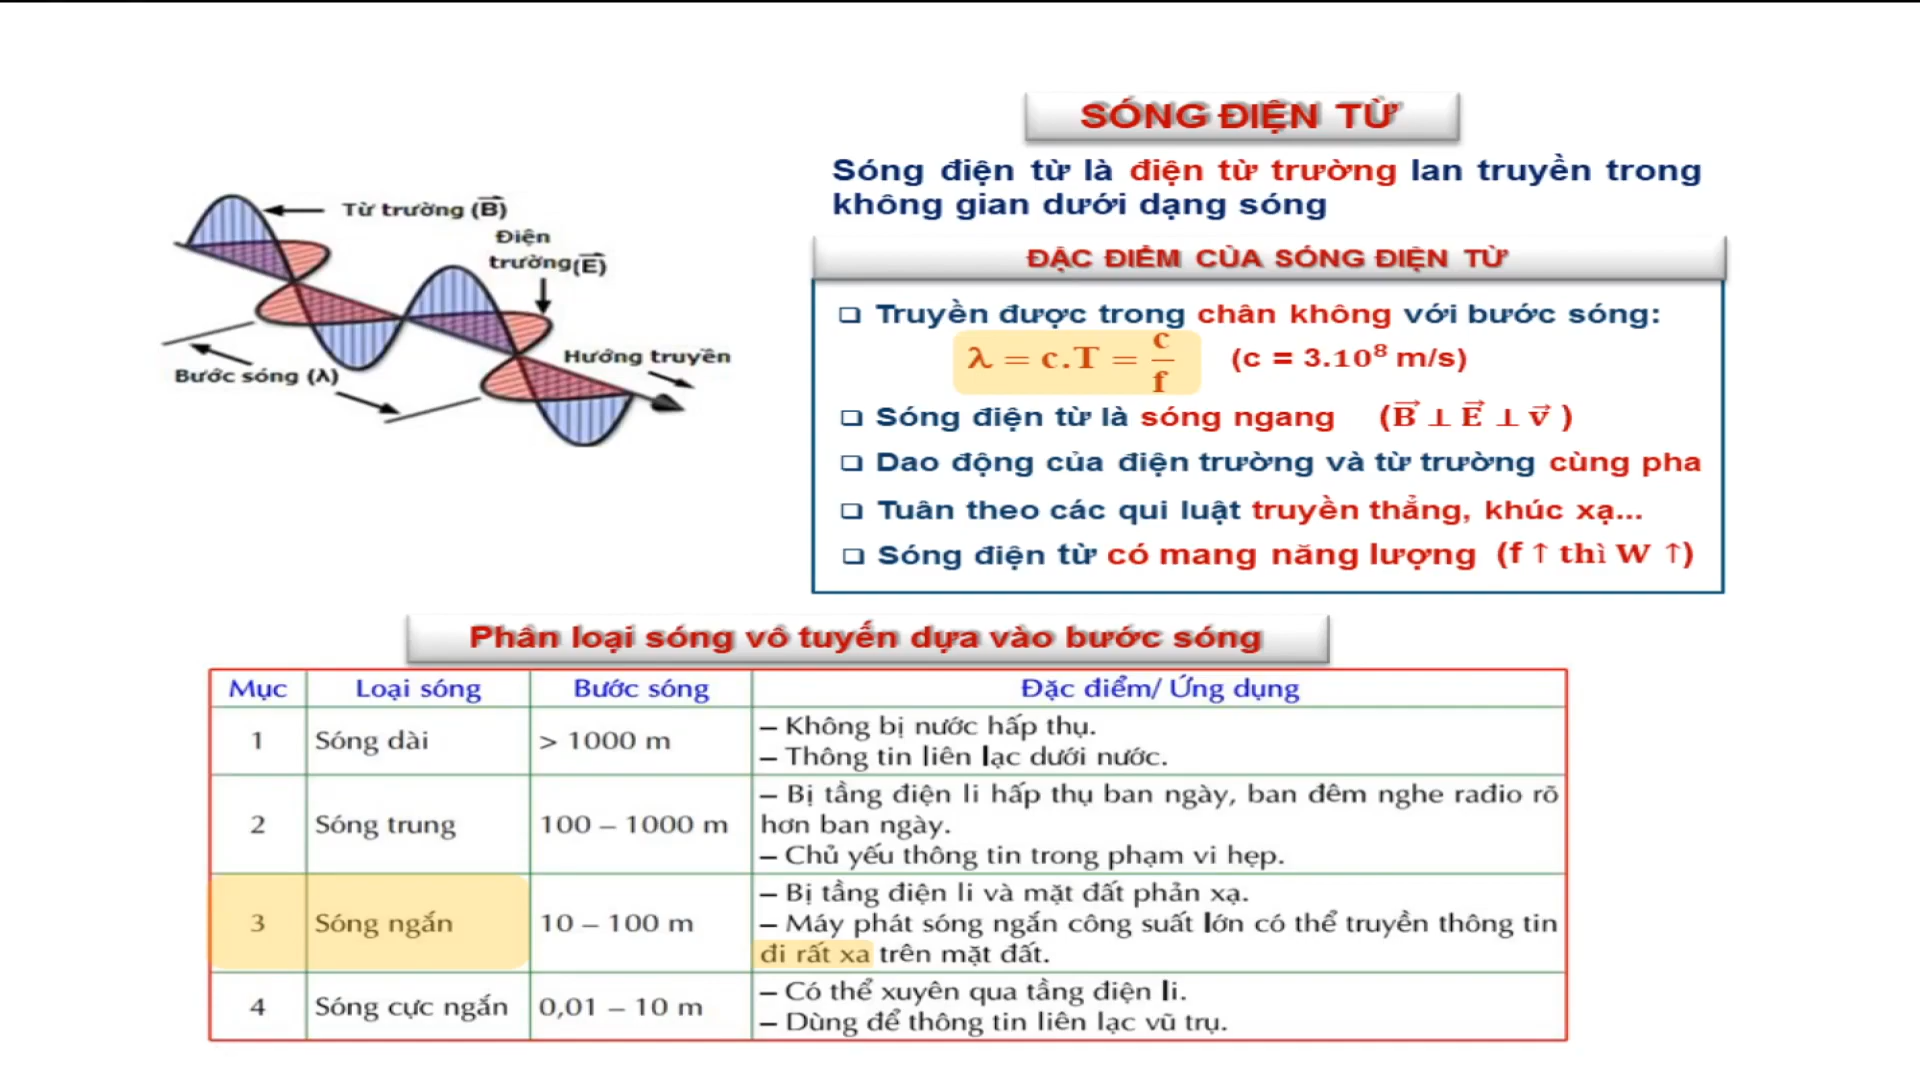 SÓNG ĐIỆN TỪ
Sóng điện từ là điện từ trường lan truyền trong
không gian dưới dạng sóng
Từ trường (B⃗)
Điện
trường(E⃗)
Hướng truyền
Bước sóng (λ)
ĐẶC ĐIỂM CỦA SÓNG ĐIỆN TỪ
❑ Truyền được trong chân không với bước sóng:
λ = c.T = c/f (c = 3.10⁸ m/s)
❑ Sóng điện từ là sóng ngang (B⃗ ⊥ E⃗ ⊥ v⃗ )
❑ Dao động của điện trường và từ trường cùng pha
❑ Tuân theo các qui luật truyền thẳng, khúc xạ...
❑ Sóng điện từ có mang năng lượng (f ↑ thì W ↑)
Phân loại sóng vô tuyến dựa vào bước sóng
Mục Loại sóng Bước sóng Đặc điểm/ Ứng dụng
1 Sóng dài > 1000 m
– Không bị nước hấp thụ.
– Thông tin liên lạc dưới nước.
2 Sóng trung 100 – 1000 m
– Bị tầng điện li hấp thụ ban ngày, ban đêm nghe rađio rõ
hơn ban ngày.
– Chủ yếu thông tin trong phạm vi hẹp.
3 Sóng ngắn 10 – 100 m
– Bị tầng điện li và mặt đất phản xạ.
– Máy phát sóng ngắn công suất lớn có thể truyền thông tin
đi rất xa trên mặt đất.
4 Sóng cực ngắn 0,01 – 10 m
– Có thể xuyên qua tầng điện li.
– Dùng để thông tin liên lạc vũ trụ.